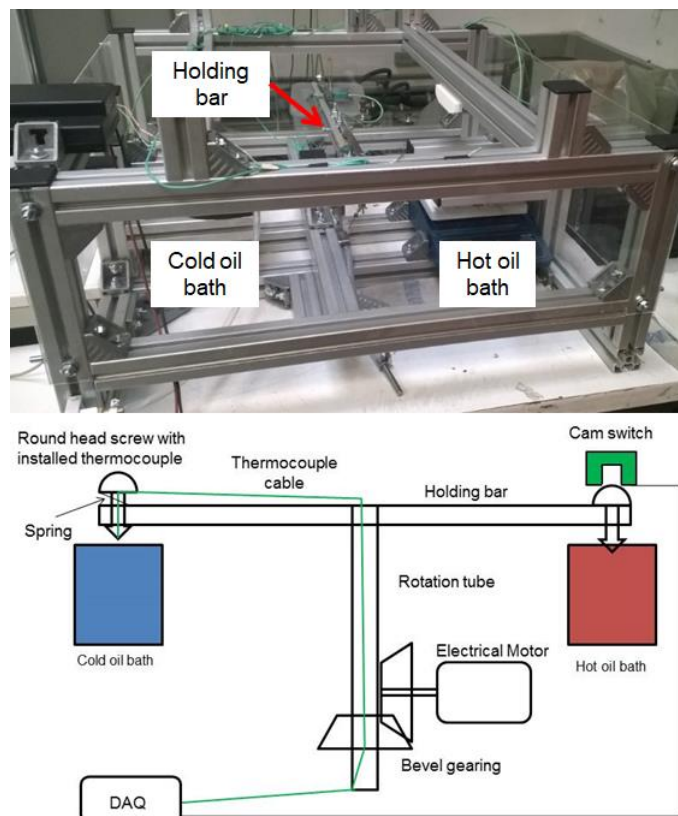 Holding
bar
Cold oil
bath
Hot oil
bath
Round head screw with
installed thermocouple
Thermocouple
cable
Cam switch
Holding bar
Spring
Rotation tube
Cold oil bath
Electrical Motor
Hot oil bath
Bevel gearing
DAQ